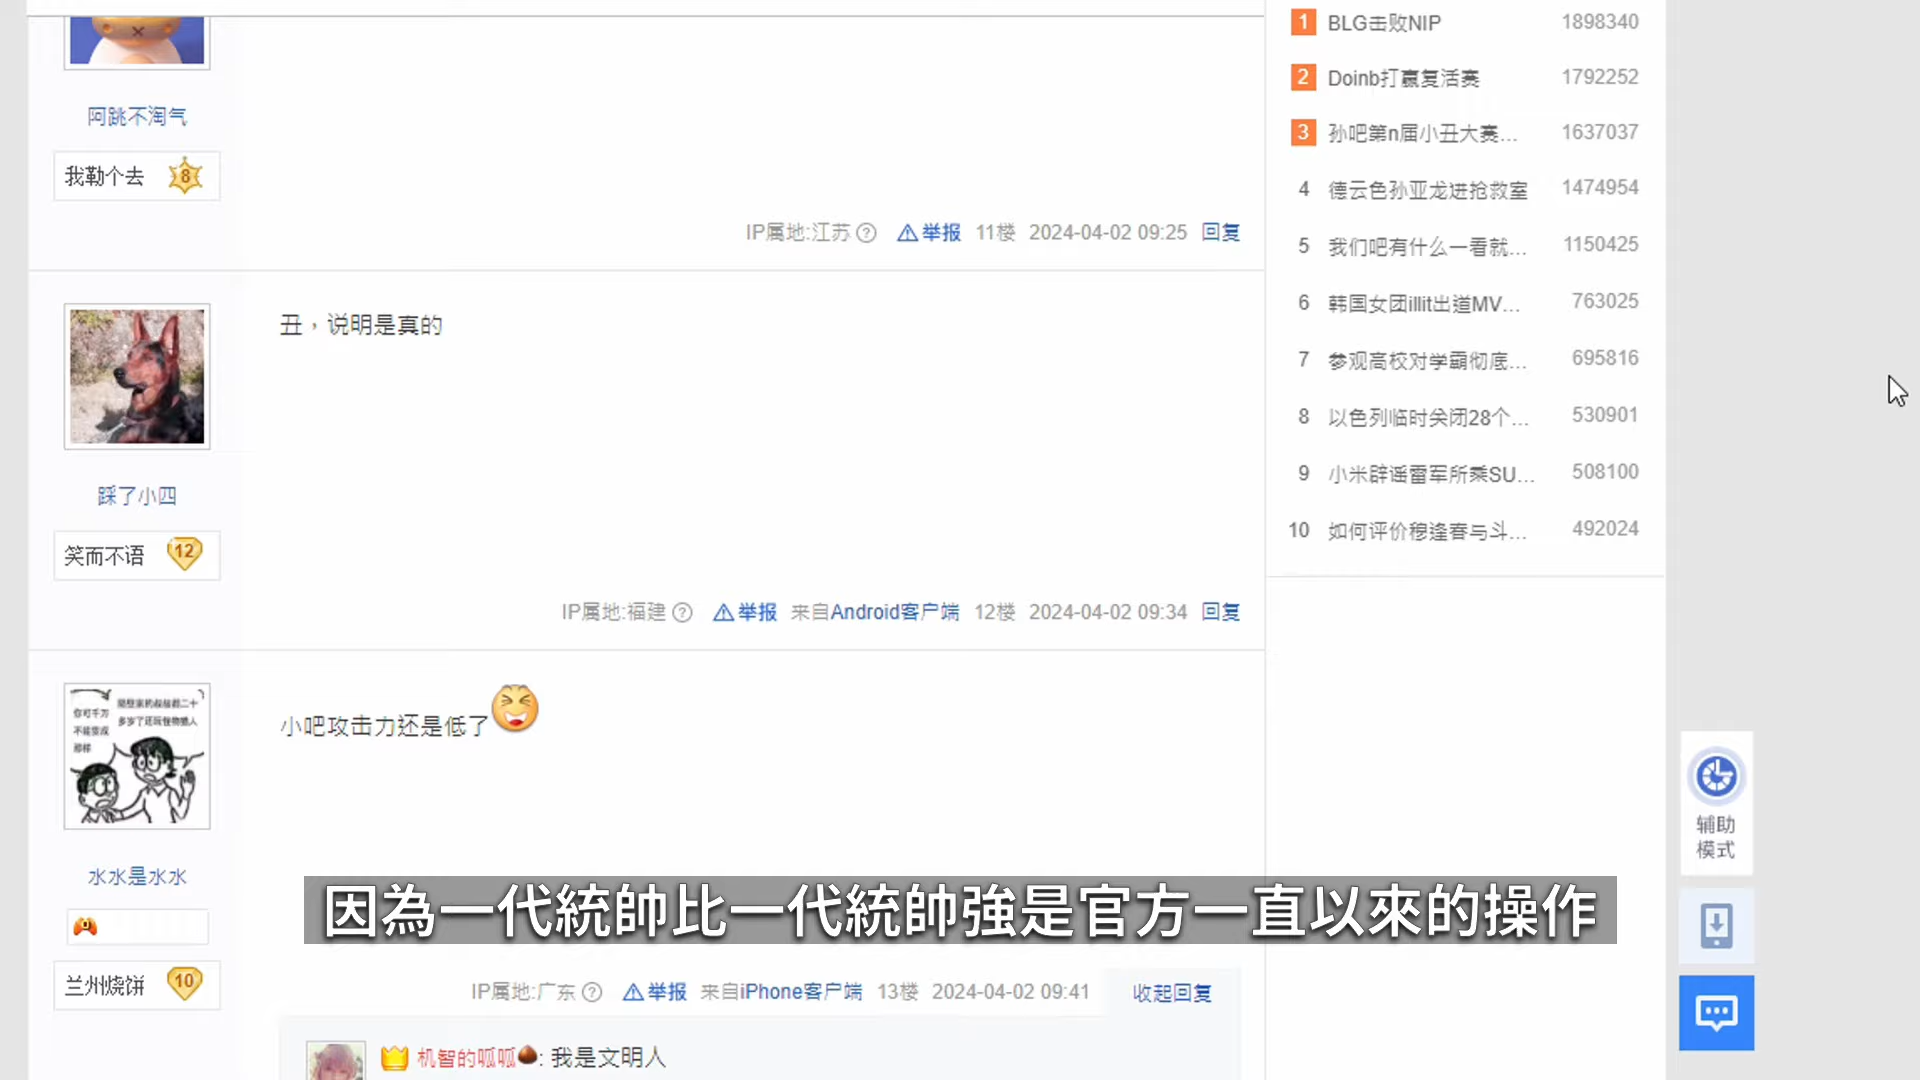 阿跳不淘气
我勒个去 8
IP属地:江苏 举报 11楼 2024-04-02 09:25 回复
丑，说明是真的
踩了小四
笑而不语 12
IP属地:福建 举报 来自Android客户端 12楼 2024-04-02 09:34 回复
你可千万不能变成那样
小吧攻击力还是低了
水水是水水
兰州烧饼 10
因為一代統帥比一代統帥強是官方一直以來的操作
IP属地:广东 举报 来自iPhone客户端 13楼 2024-04-02 09:41 收起回复
机智的呱呱: 我是文明人
1 BLG击败NIP 1898340
2 Doinb打赢复活赛 1792252
3 孙吧第n届小丑大赛... 1637037
4 德云色孙亚龙进抢救室 1474954
5 我们吧有什么一看就... 1150425
6 韩国女团illit出道MV... 763025
7 参观高校对学霸彻底... 695816
8 以色列临时关闭28个... 530901
9 小米辟谣雷军所乘SU... 508100
10 如何评价穆逢春与斗... 492024
辅助
模式